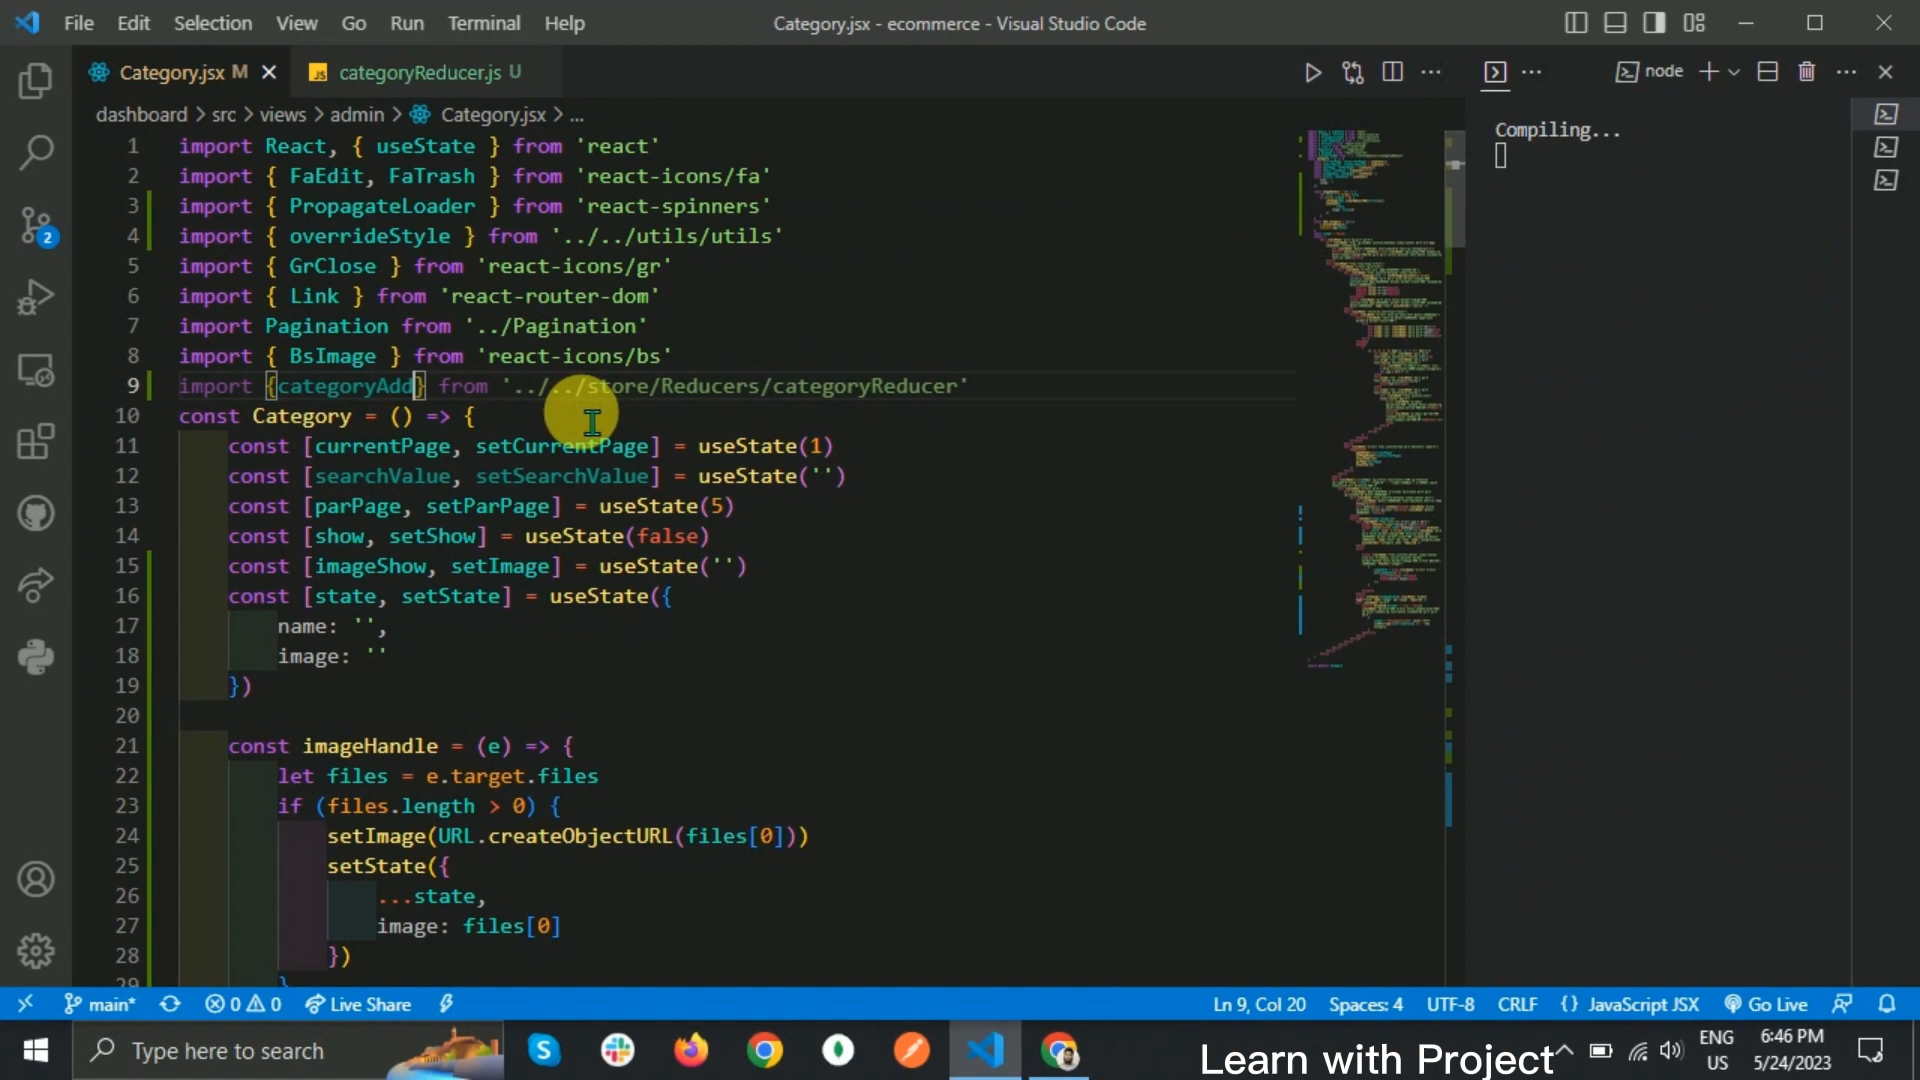 File Edit Selection View Go Run Terminal Help Category.jsx - ecommerce - Visual Studio Code
Category.jsx M categoryReducer.js U node
dashboard > src > views > admin > Category.jsx > ...
1 import React, { useState } from 'react'
2 import { FaEdit, FaTrash } from 'react-icons/fa'
3 import { PropagateLoader } from 'react-spinners'
4 import { overrideStyle } from '../../utils/utils'
5 import { GrClose } from 'react-icons/gr'
6 import { Link } from 'react-router-dom'
7 import Pagination from '../Pagination'
8 import { BsImage } from 'react-icons/bs'
9 import {categoryAdd} from '../../store/Reducers/categoryReducer'
10 const Category = () => {
11 const [currentPage, setCurrentPage] = useState(1)
12 const [searchValue, setSearchValue] = useState('')
13 const [parPage, setParPage] = useState(5)
14 const [show, setShow] = useState(false)
15 const [imageShow, setImage] = useState('')
16 const [state, setState] = useState({
17 name: '',
18 image: ''
19 })
20
21 const imageHandle = (e) => {
22 let files = e.target.files
23 if (files.length > 0) {
24 setImage(URL.createObjectURL(files[0]))
25 setState({
26 ...state,
27 image: files[0]
28 })
29 }
Compiling...
2
main* 0 0 Live Share Ln 9, Col 20 Spaces: 4 UTF-8 CRLF {} JavaScript JSX Go Live
Type here to search
Learn with Project
ENG
US
6:46 PM
5/24/2023